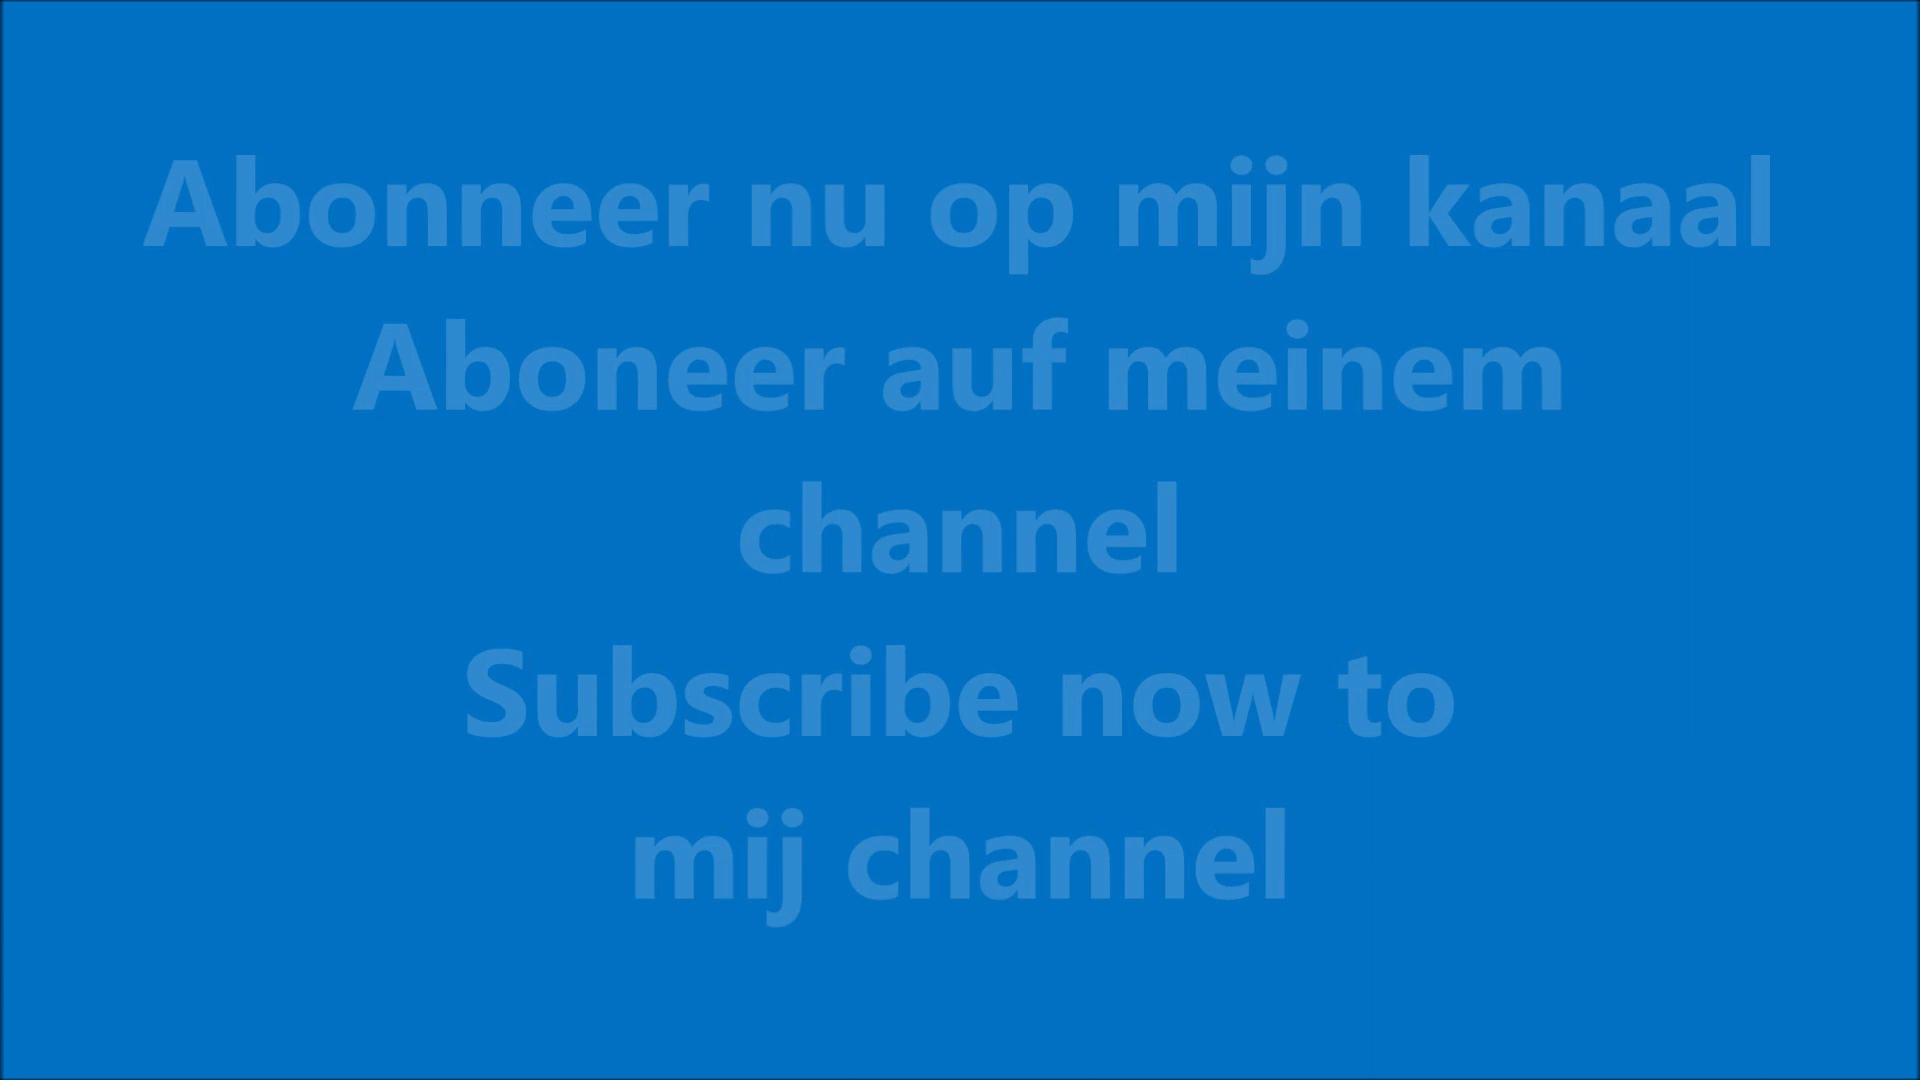 Abonneer nu op mijn kanaal
Aboneer auf meinem
channel
Subscribe now to
mij channel